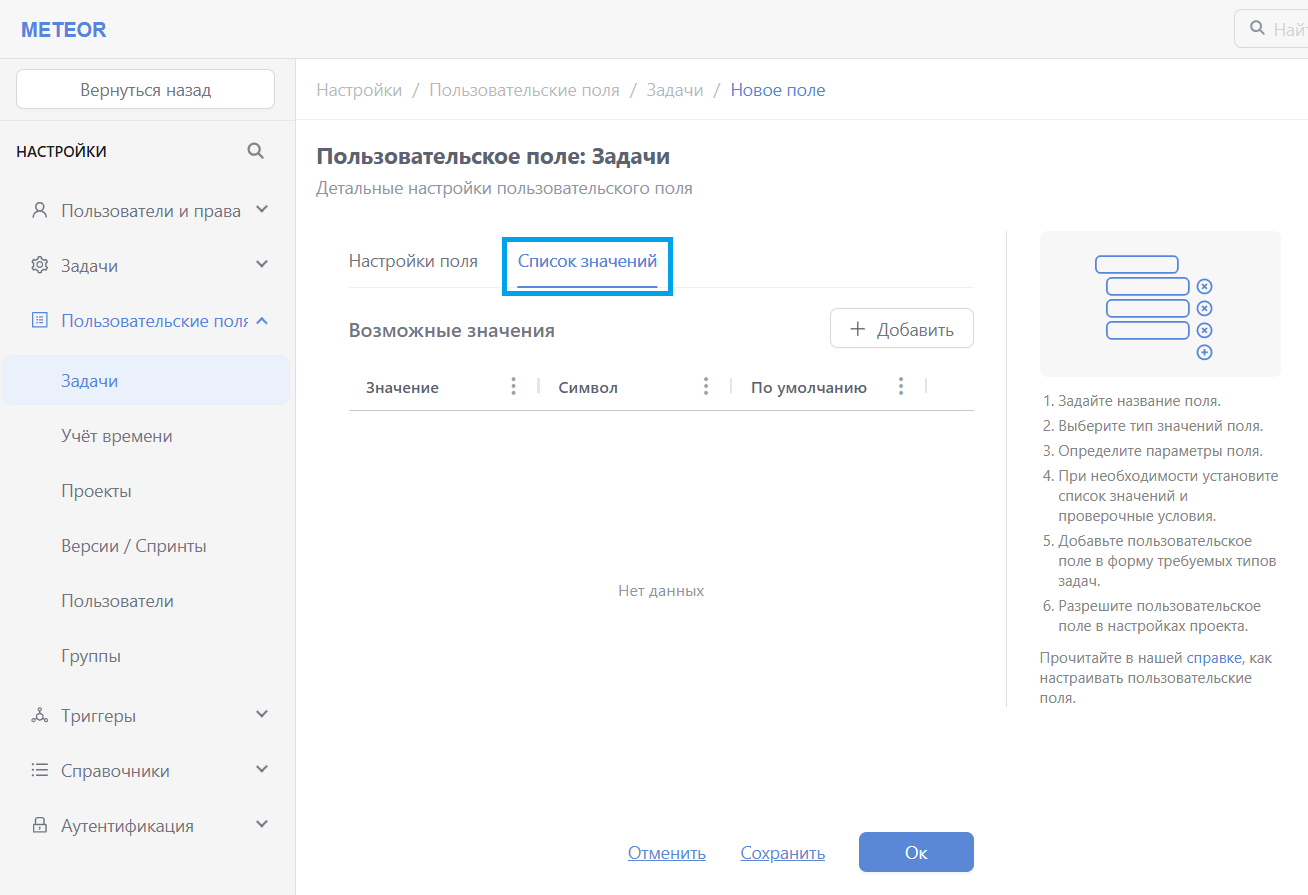 METEOR
Най
Вернуться назад
Настройки / Пользовательские поля / Задачи / Новое поле
НАСТРОЙКИ
Пользователи и права
Задачи
Пользовательские поля
Задачи
Учёт времени
Проекты
Версии / Спринты
Пользователи
Группы
Триггеры
Справочники
Аутентификация
Пользовательское поле: Задачи
Детальные настройки пользовательского поля
Настройки поля Список значений
Возможные значения
Добавить
Значение Символ По умолчанию
Нет данных
1. Задайте название поля.
2. Выберите тип значений поля.
3. Определите параметры поля.
4. При необходимости установите
список значений и
проверочные условия.
5. Добавьте пользовательское
поле в форму требуемых типов
задач.
6. Разрешите пользовательское
поле в настройках проекта.
Прочитайте в нашей справке, как
настраивать пользовательские
поля.
Отменить Сохранить Ок